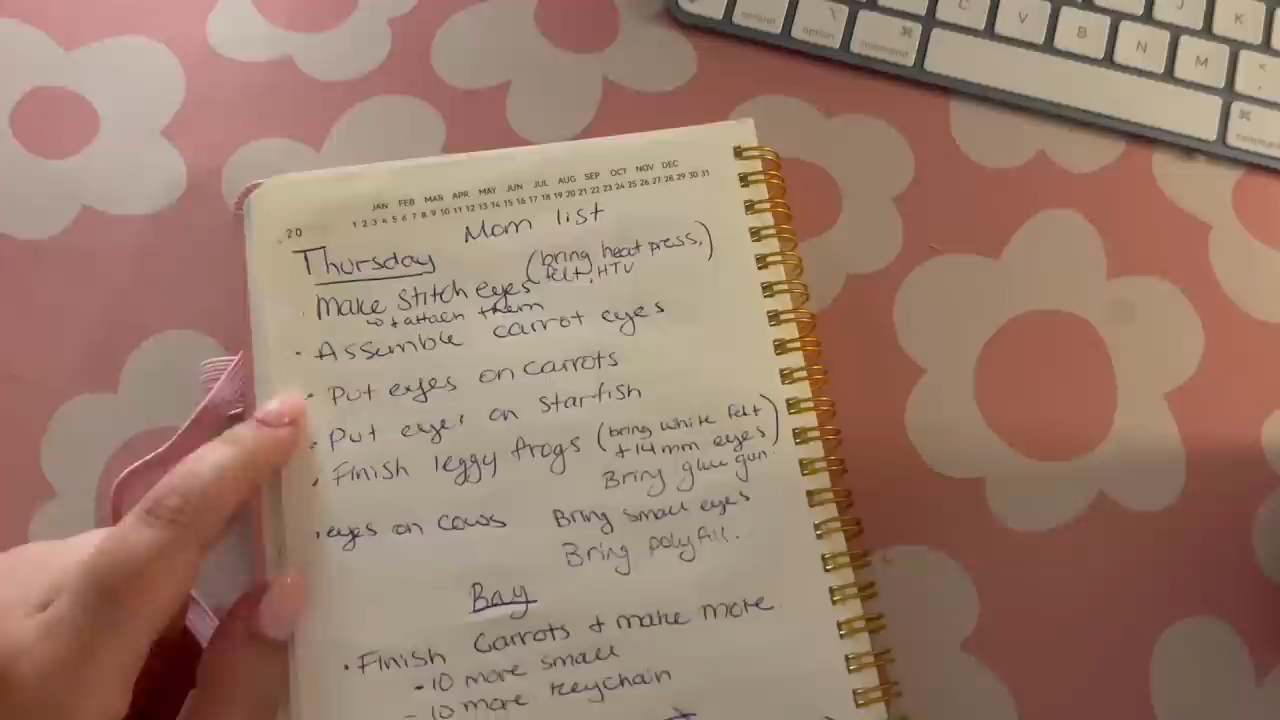 20
JAN FEB MAR APR MAY JUN JUL AUG SEP OCT NOV DEC
1 2 3 4 5 6 7 8 9 10 11 12 13 14 15 16 17 18 19 20 21 22 23 24 25 26 27 28 29 30 31
Mom list
Thursday
Make Stitch eyes (bring heat press, felt, HTV)
+ attach them
• Assemble carrot eyes
• Put eyes on carrots
• Put eyes on starfish
• Finish leggy frogs (bring white felt + 14mm eyes)
Bring glue gun
• eyes on cows
Bring small eyes
Bring polyfill.
Bay
• Finish Carrots + make more
- 10 more small
- 10 more keychain
control
option
command
⌘
C
V
B
N
M
J
K
<
⌘
command